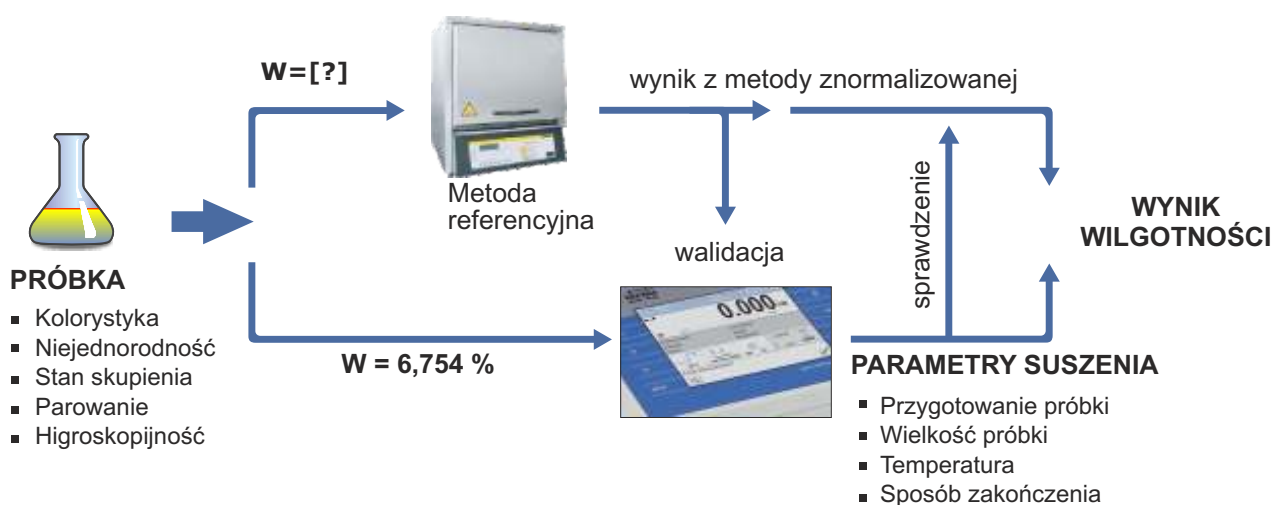 W=[?]
wynik z metody znormalizowanej
Metoda
referencyjna
walidacja
sprawdzenie
WYNIK
WILGOTNOŚCI
PRÓBKA
▪ Kolorystyka
▪ Niejednorodność
▪ Stan skupienia
▪ Parowanie
▪ Higroskopijność
W = 6,754 %
0.000
PARAMETRY SUSZENIA
▪ Przygotowanie próbki
▪ Wielkość próbki
▪ Temperatura
▪ Sposób zakończenia